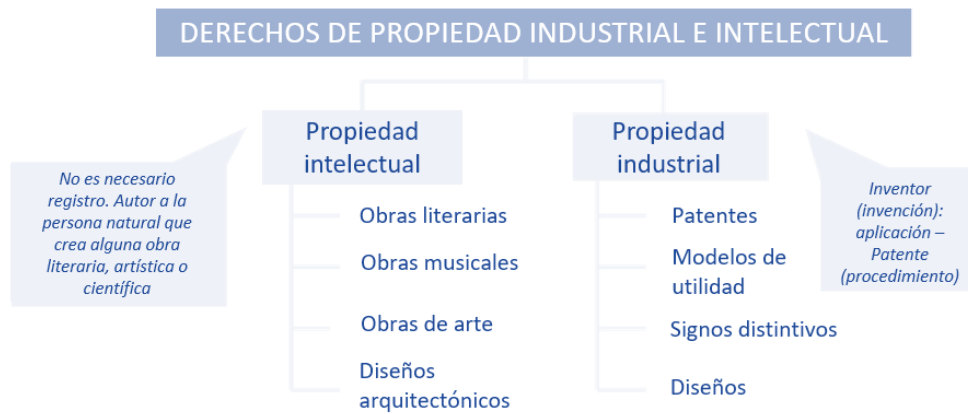 DERECHOS DE PROPIEDAD INDUSTRIAL E INTELECTUAL
Propiedad
intelectual
No es necesario
registro. Autor a la
persona natural que
crea alguna obra
literaria, artística o
científica
Obras literarias
Obras musicales
Obras de arte
Diseños
arquitectónicos
Propiedad
industrial
Patentes
Modelos de
utilidad
Signos distintivos
Diseños
Inventor
(invención):
aplicación –
Patente
(procedimiento)